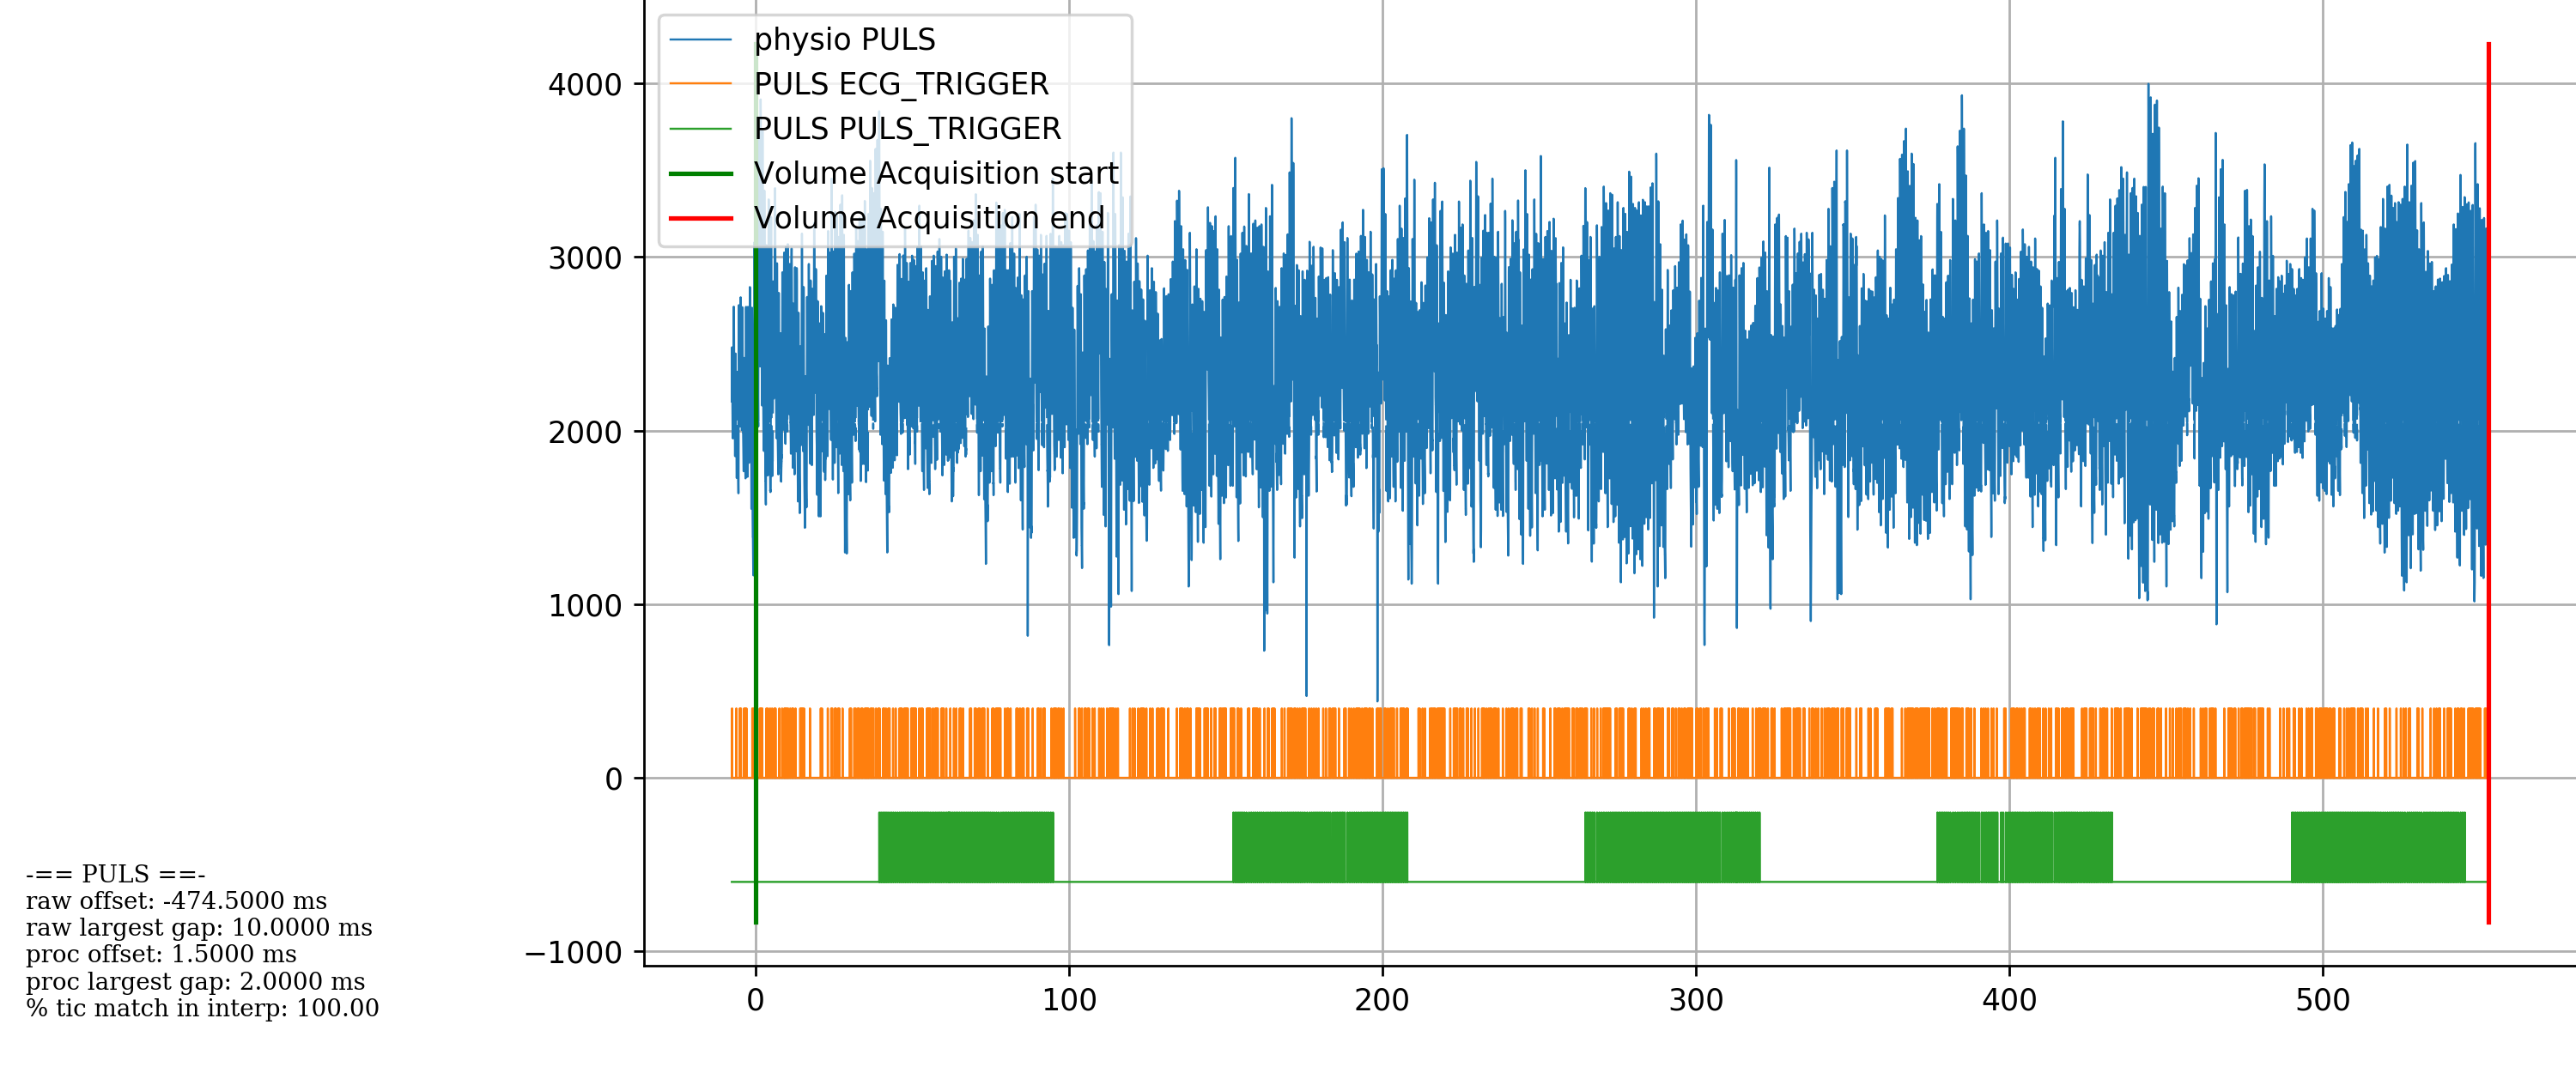 physio PULS
PULS ECG_TRIGGER
PULS PULS_TRIGGER
Volume Acquisition start
Volume Acquisition end
4000
3000
2000
1000
0
−1000
0 100 200 300 400 500
-== PULS ==-
raw offset: -474.5000 ms
raw largest gap: 10.0000 ms
proc offset: 1.5000 ms
proc largest gap: 2.0000 ms
% tic match in interp: 100.00